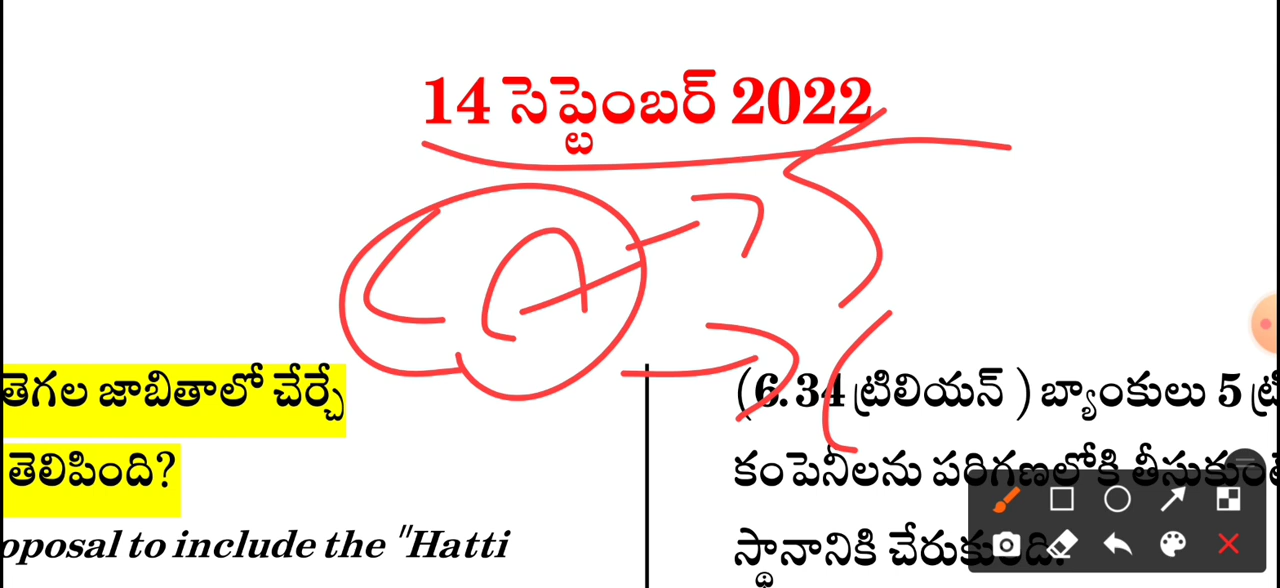 14 సెప్టెంబర్ 2022
తెగల జాబితాలో చేర్చే
తెలిపింది?
oposal to include the "Hatti
(6.34 ట్రిలియన్ ) బ్యాంకులు 5
కంపెనీలను పరిగణలోకి
స్థానానికి చేరుకుంది.